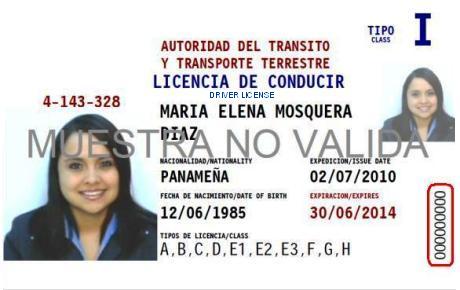 TIPO
CLASS
I
AUTORIDAD DEL TRANSITO
Y TRANSPORTE TERRESTRE
LICENCIA DE CONDUCIR
DRIVER LICENSE
4-143-328
MARIA ELENA MOSQUERA
DIAZ
MUESTRA NO VALIDA
NACIONALIDAD/NATIONALITY
EXPEDICION/ISSUE DATE
PANAMEÑA
02/07/2010
FECHA DE NACIMIENTO/DATE OF BIRTH
EXPIRACION/EXPIRES
12/06/1985
30/06/2014
TIPOS DE LICENCIA/CLASS
A,B,C,D,E1,E2,E3,F,G,H
0000000000